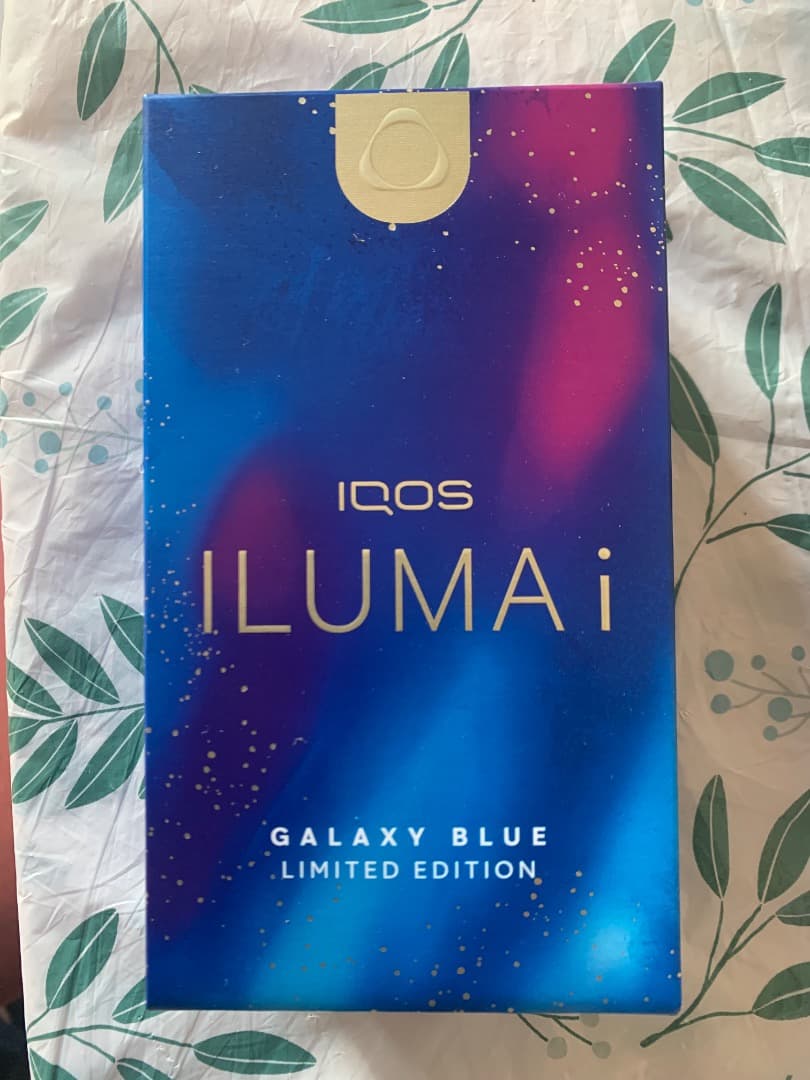 IQOS
ILUMA i
GALAXY BLUE
LIMITED EDITION